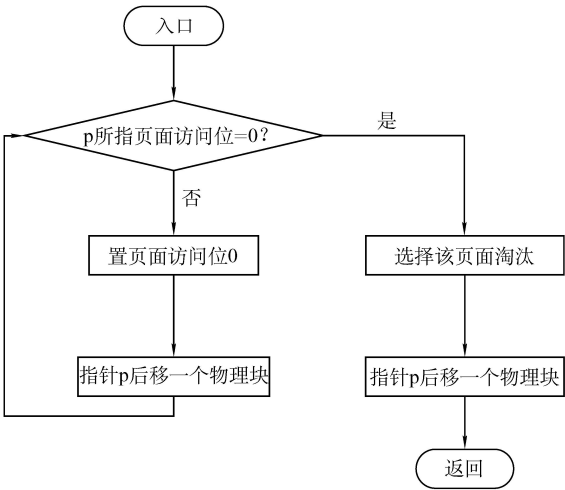 入口
p所指页面访问位=0?
是
否
置页面访问位0
选择该页面淘汰
指针p后移一个物理块
指针p后移一个物理块
返回